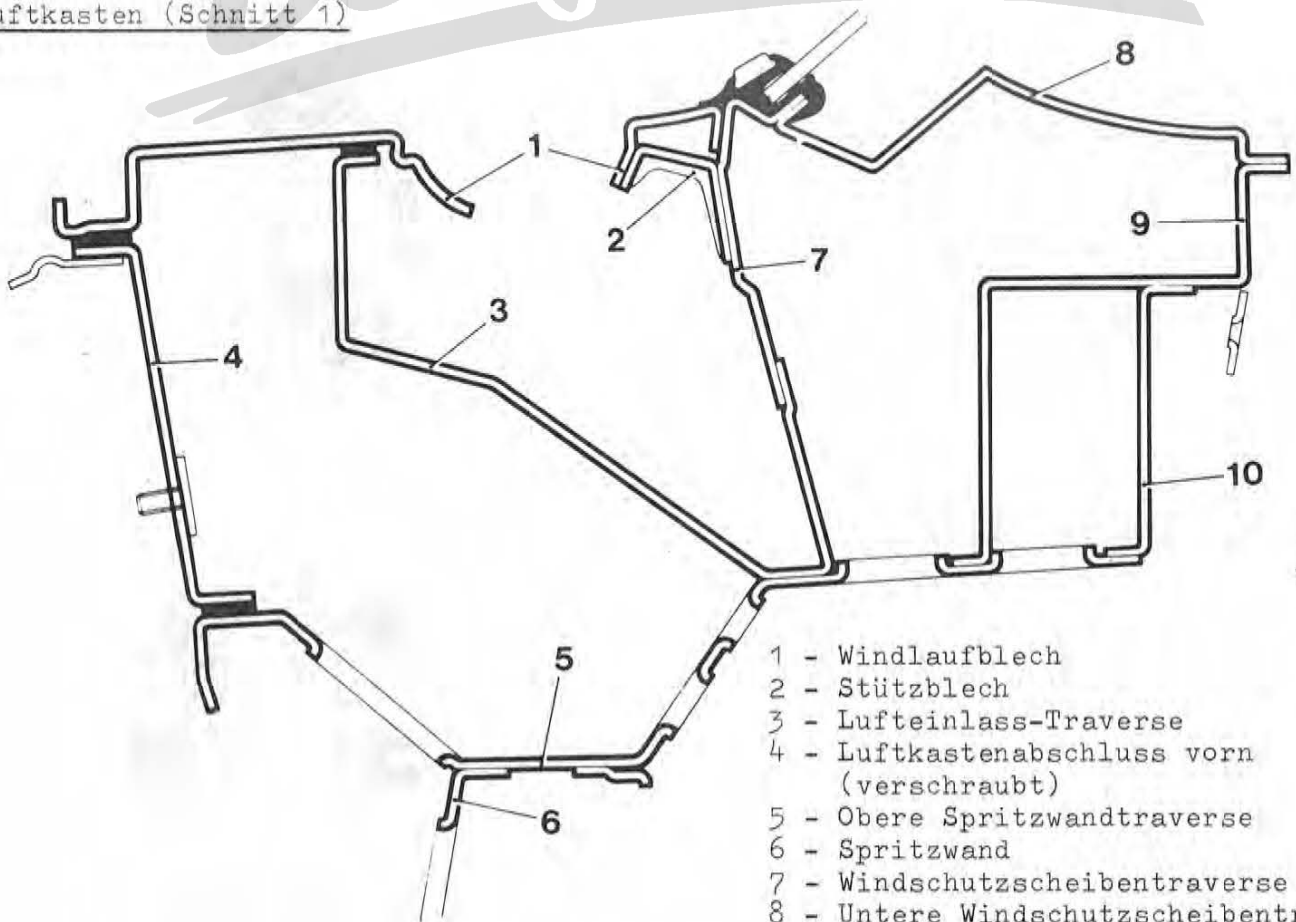 uftkasten (Schnitt 1)
8
1
2
9
7
3
4
10
5
6
1 - Windlaufblech
2 - Stützblech
3 - Lufteinlass-Traverse
4 - Luftkastenabschluss vorn
(verschraubt)
5 - Obere Spritzwandtraverse
6 - Spritzwand
7 - Windschutzscheibentraverse
8 - Untere Windschutzscheibentr